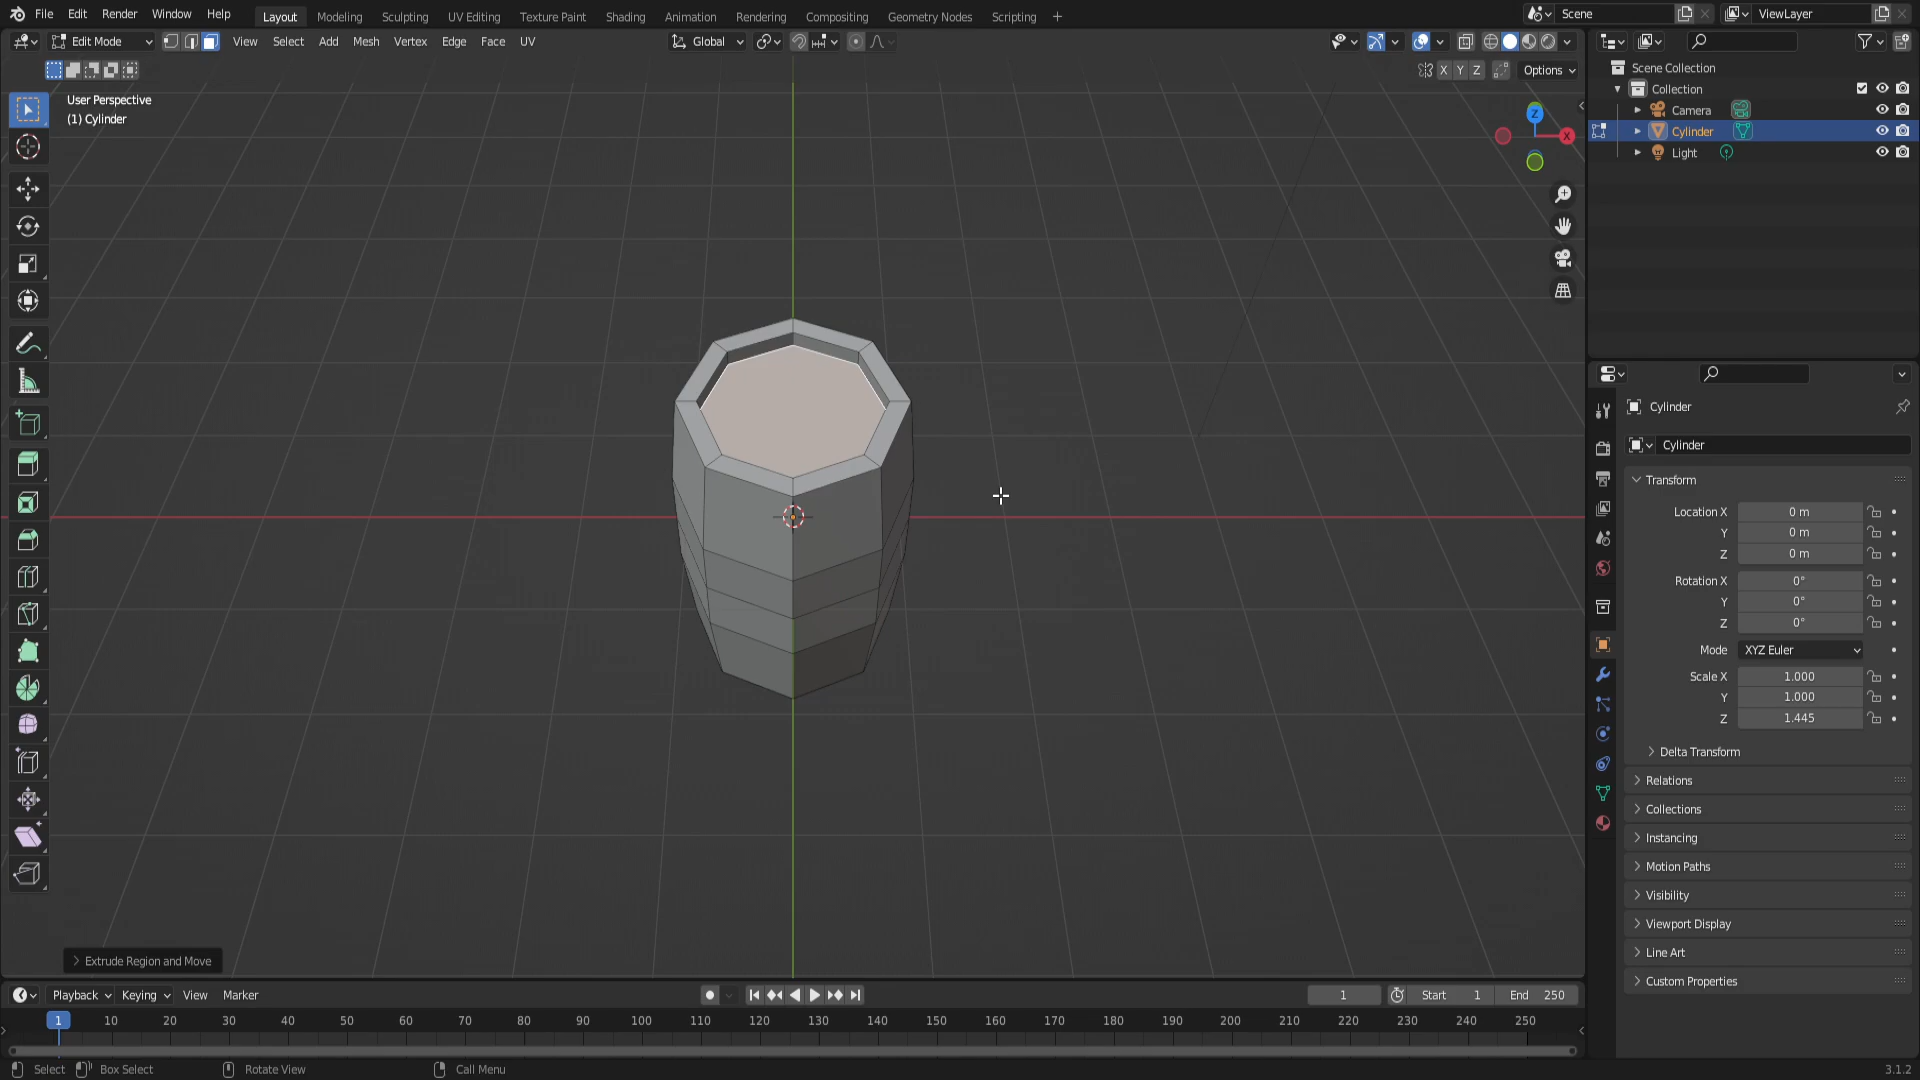 File Edit Render Window Help Layout Modeling Sculpting UV Editing Texture Paint Shading Animation Rendering Compositing Geometry Nodes Scripting + Scene ViewLayer
Edit Mode View Select Add Mesh Vertex Edge Face UV Global
X Y Z Options
User Perspective
(1) Cylinder
Z
X
Scene Collection
Collection
Camera
Cylinder
Light
Cylinder
Cylinder
Transform
Location X 0 m
Y 0 m
Z 0 m
Rotation X 0°
Y 0°
Z 0°
Mode XYZ Euler
Scale X 1.000
Y 1.000
Z 1.445
Delta Transform
Relations
Collections
Instancing
Motion Paths
Visibility
Viewport Display
Line Art
Custom Properties
Extrude Region and Move
Playback Keying View Marker 1 Start 1 End 250
1 10 20 30 40 50 60 70 80 90 100 110 120 130 140 150 160 170 180 190 200 210 220 230 240 250
Select Box Select Rotate View Call Menu 3.1.2